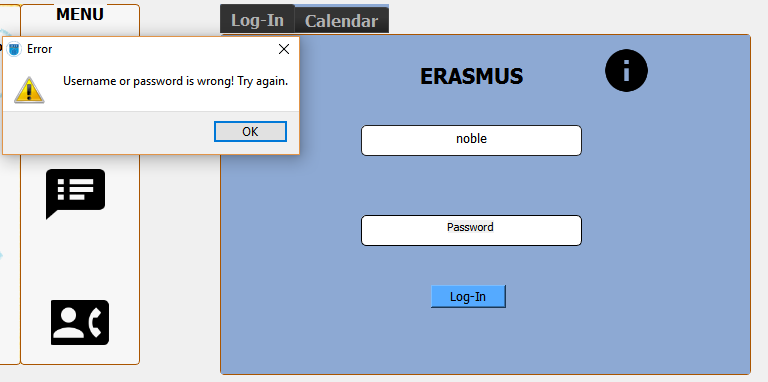 MENU
Log-In
Calendar
Error
Username or password is wrong! Try again.
OK
ERASMUS
i
noble
Password
Log-In